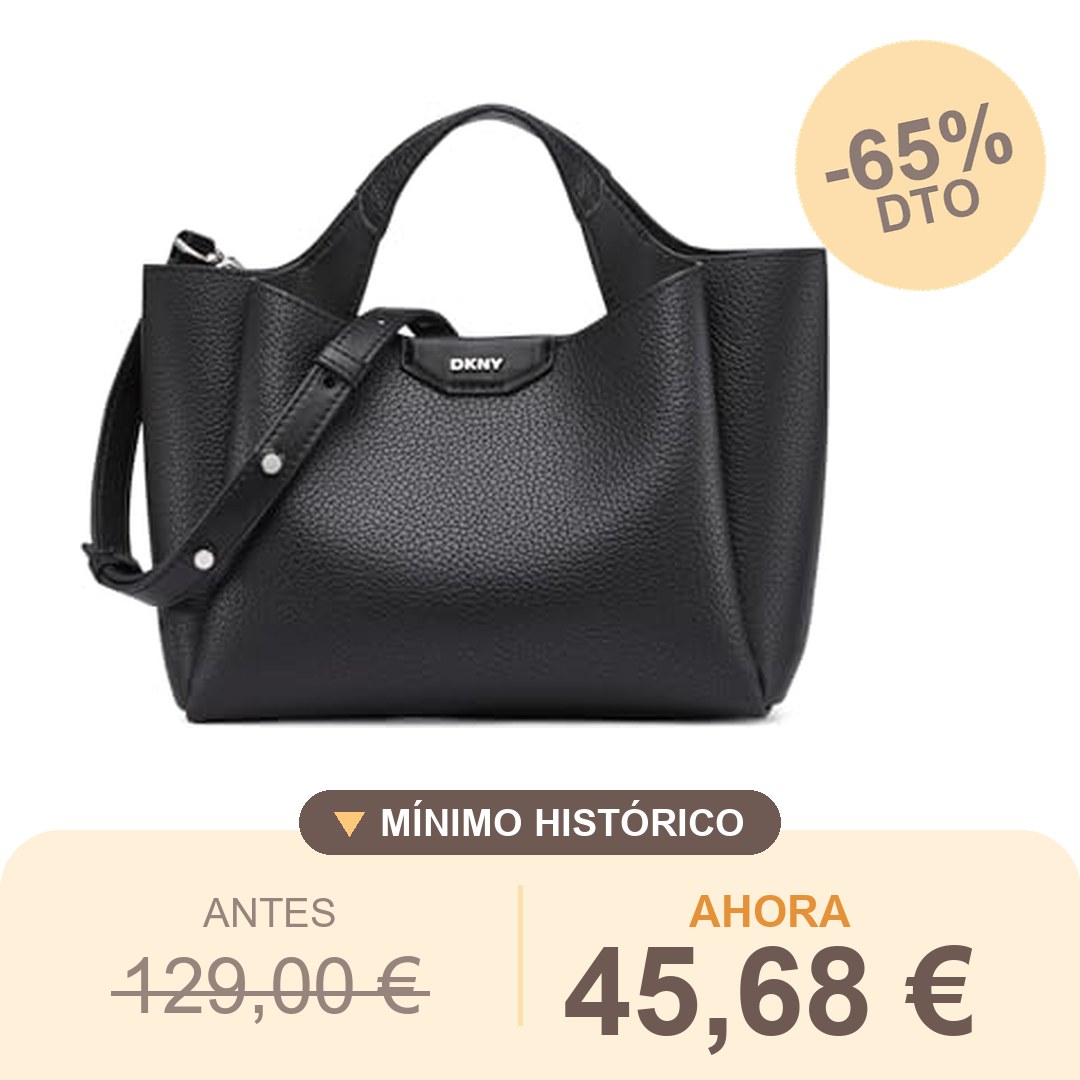 -65%
DTO
DKNY
MÍNIMO HISTÓRICO
ANTES
129,00 €
AHORA
45,68 €